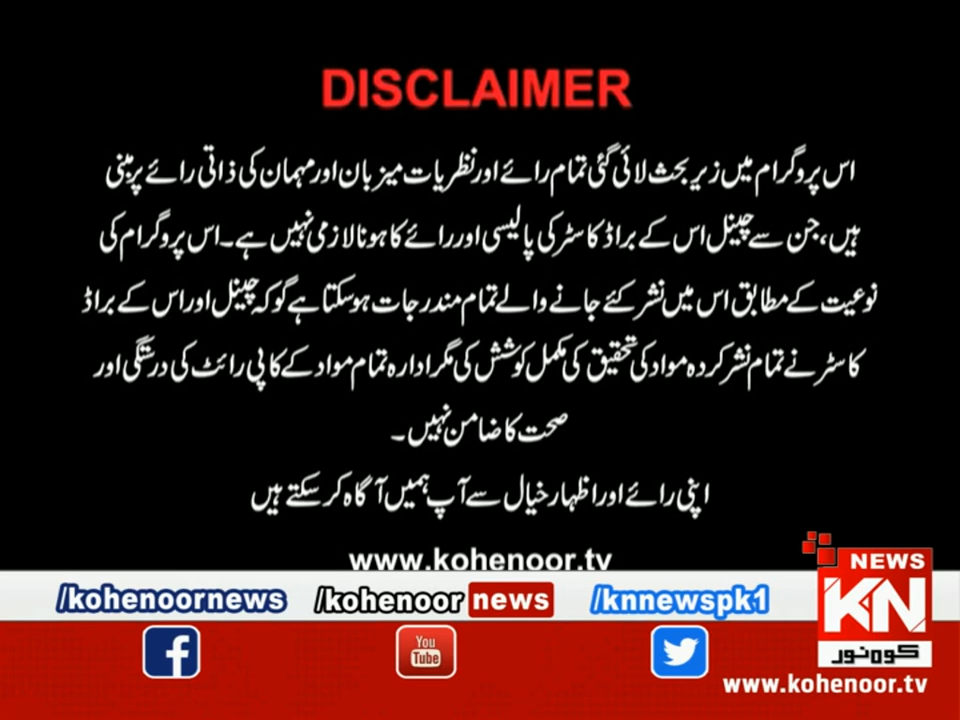 DISCLAIMER
اس پروگرام میں زیر بحث لائی گئی تمام رائے اور نظریات میزبان اور مہمان کی ذاتی رائے پر مبنی
ہیں، جن سے چینل اس کے براڈ کاسٹر کی پالیسی اور رائے کا ہونا لازمی نہیں ہے۔ اس پروگرام کی
نوعیت کے مطابق اس میں نشر کئے جانے والے تمام مندرجات ہو سکتا ہے گو کہ چینل اور اس کے براڈ
کاسٹر نے تمام نشر کردہ مواد کی تحقیق کی مکمل کوشش کی مگر ادارہ تمام مواد کے کاپی رائٹ کی درستگی اور
صحت کا ضامن نہیں۔
اپنی رائے اور اظہار خیال سے آپ ہمیں آگاہ کر سکتے ہیں
www.kohenoor.tv
/kohenoornews /kohenoor news /knnewspk1
You Tube
NEWS
KN
کوہ نور
www.kohenoor.tv